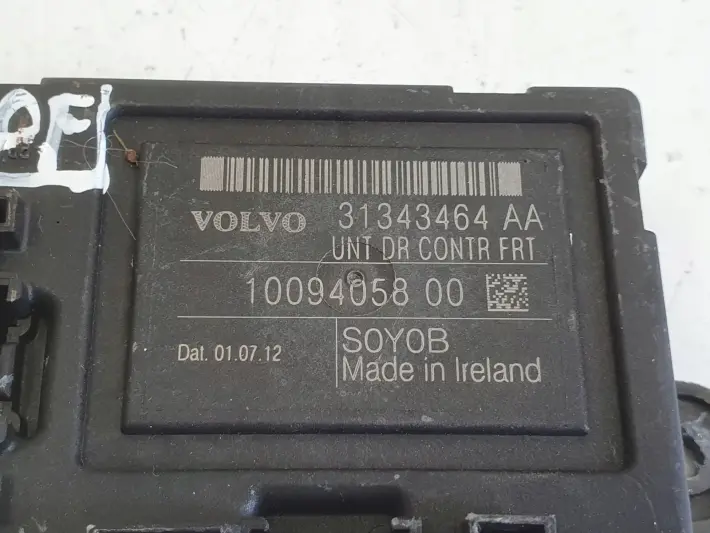 VOLVO 31343464 AA
UNT DR CONTR FRT
10094058 00
Dat. 01.07.12
SOYOB
Made in Ireland